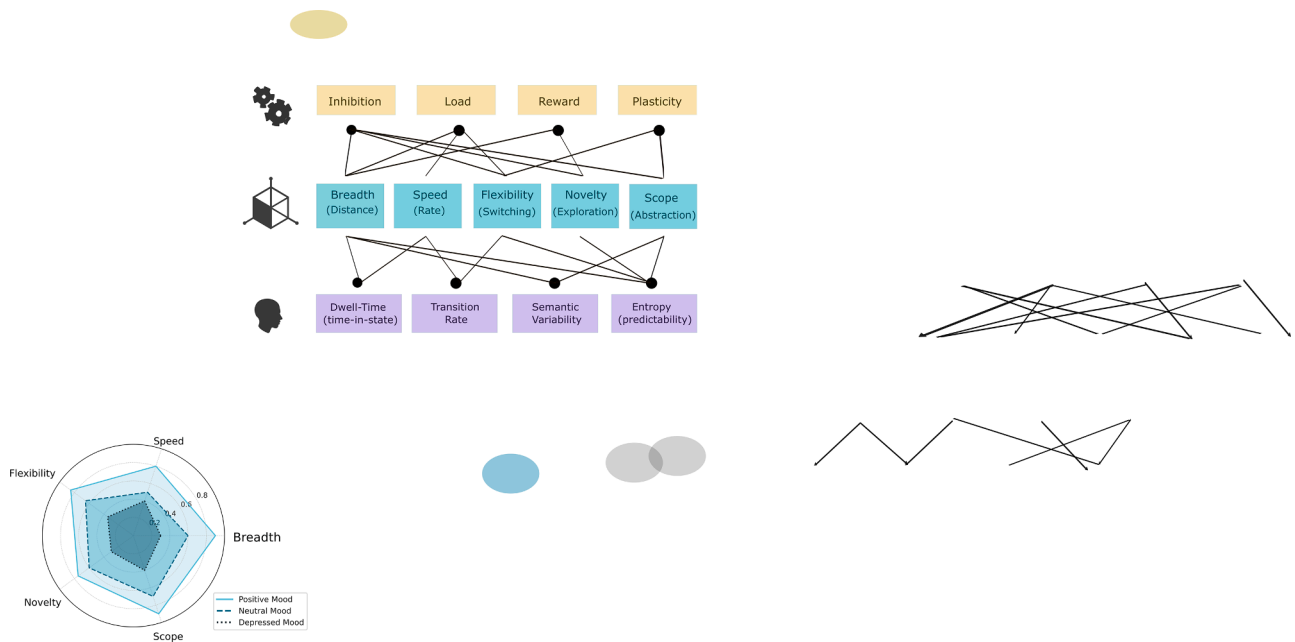 Inhibition
Load
Reward
Plasticity
Breadth
(Distance)
Speed
(Rate)
Flexibility
(Switching)
Novelty
(Exploration)
Scope
(Abstraction)
Dwell-Time
(time-in-state)
Transition
Rate
Semantic
Variability
Entropy
(predictability)
Speed
Flexibility
0.8
0.6
0.4
0.2
Breadth
Novelty
Scope
Positive Mood
Neutral Mood
Depressed Mood